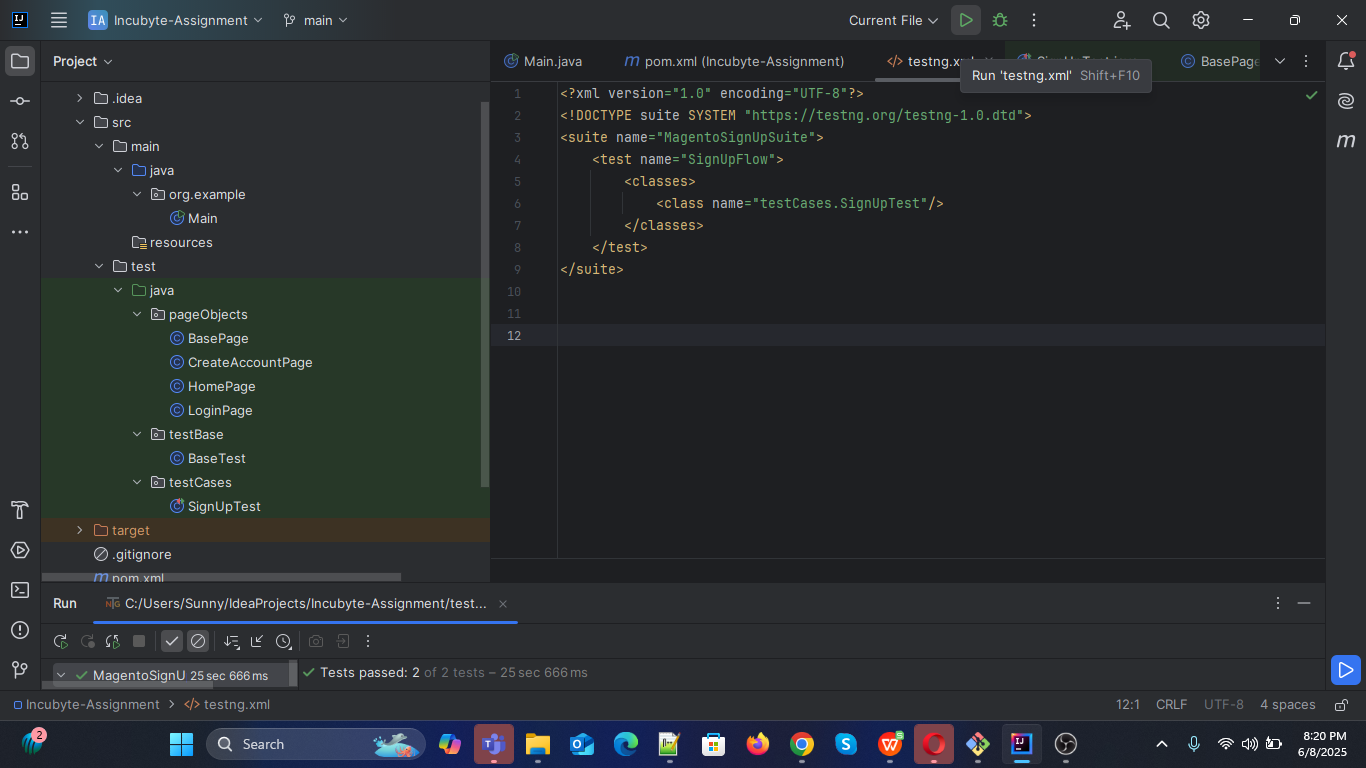 IA Incubyte-Assignment main Current File
Project
.idea
src
main
java
org.example
Main
resources
test
java
pageObjects
BasePage
CreateAccountPage
HomePage
LoginPage
testBase
BaseTest
testCases
SignUpTest
target
.gitignore
pom.xml
Main.java pom.xml (Incubyte-Assignment) testng.xml BasePage
Run 'testng.xml' Shift+F10
1 <?xml version="1.0" encoding="UTF-8"?>
2 <!DOCTYPE suite SYSTEM "https://testng.org/testng-1.0.dtd">
3 <suite name="MagentoSignUpSuite">
4 <test name="SignUpFlow">
5 <classes>
6 <class name="testCases.SignUpTest"/>
7 </classes>
8 </test>
9 </suite>
10
11
12
Run C:/Users/Sunny/IdeaProjects/Incubyte-Assignment/test...
MagentoSignU 25 sec 666 ms
Tests passed: 2 of 2 tests – 25 sec 666 ms
Incubyte-Assignment > testng.xml 12:1 CRLF UTF-8 4 spaces
2
Search
8:20 PM
6/8/2025